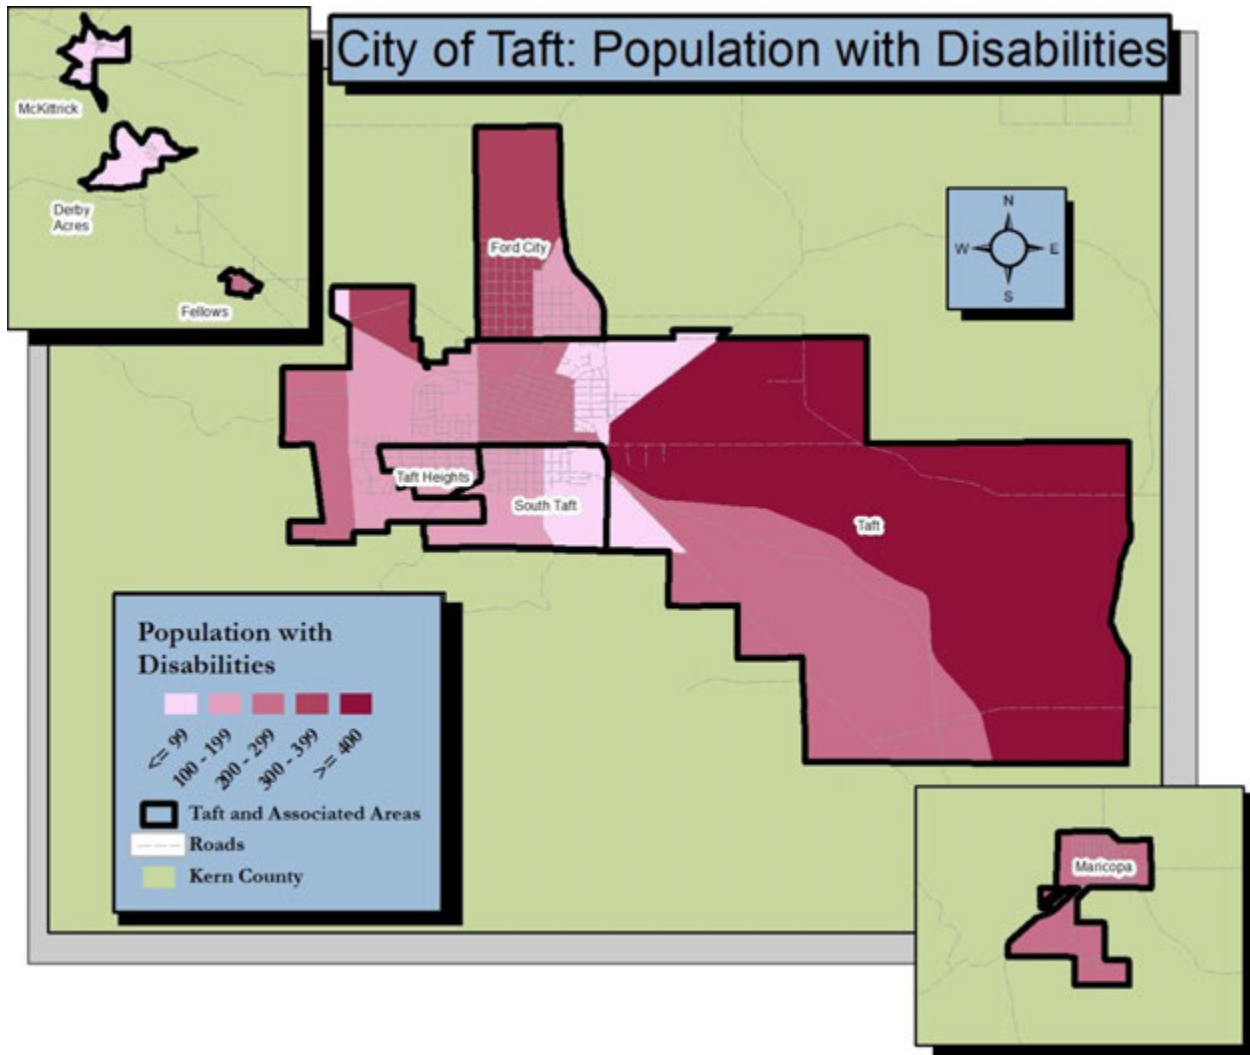 City of Taft: Population with Disabilities
McKittrick
Derby
Acres
Fellows
N
W
E
S
Ford City
Taft Heights
South Taft
Taft
Population with
Disabilities
<= 99
100 - 199
200 - 299
300 - 399
>= 400
Taft and Associated Areas
Roads
Kern County
Maricopa